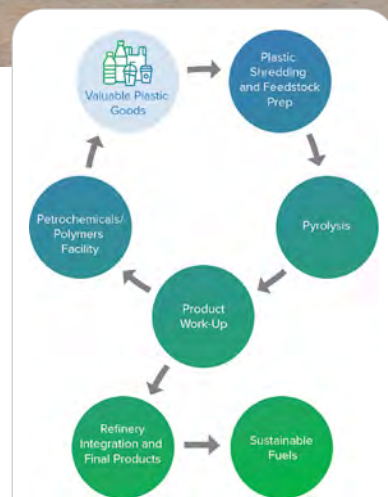 Valuable Plastic
Goods
Plastic
Shredding
and Feedstock
Prep
Pyrolysis
Product
Work-Up
Petrochemicals/
Polymers
Facility
Refinery
Integration and
Final Products
Sustainable
Fuels